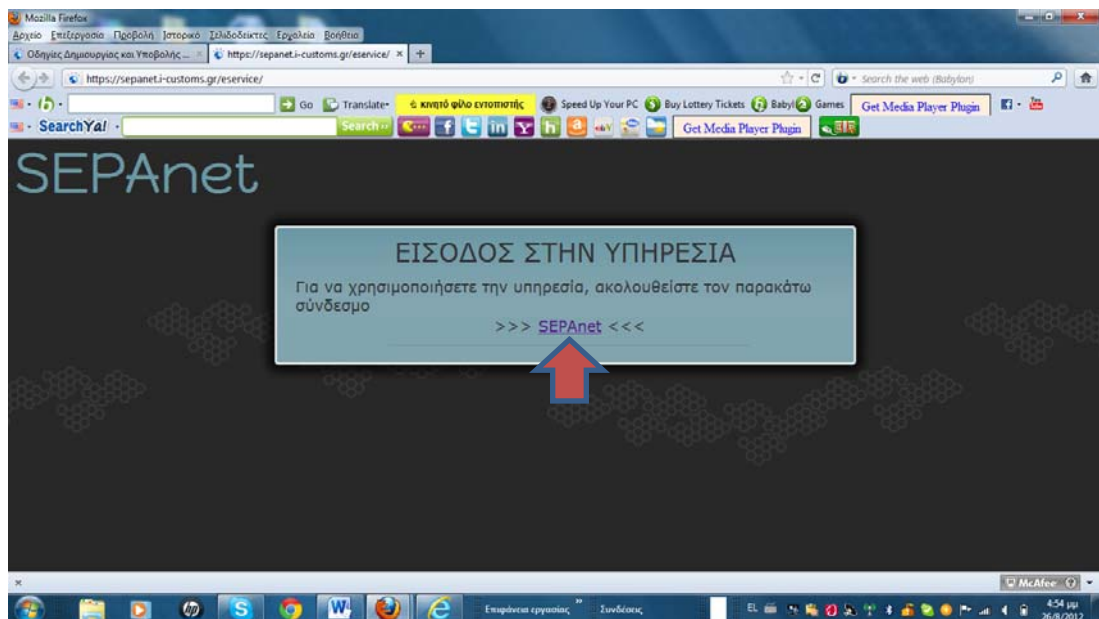 Mozilla Firefox
Αρχείο Επεξεργασία Προβολή Ιστορικό Σελιδοδείκτες Εργαλεία Βοήθεια
Οδηγίες Δημιουργίας και Υποβολής ... × https://sepanet.i-customs.gr/eservice/ × +
https://sepanet.i-customs.gr/eservice/ Search the web (Babylon)
Go Translate κινητό φίλο εντοπιστής Speed Up Your PC Buy Lottery Tickets Babyl Games Get Media Player Plugin
SearchYa! Search Get Media Player Plugin
SEPAnet
ΕΙΣΟΔΟΣ ΣΤΗΝ ΥΠΗΡΕΣΙΑ
Για να χρησιμοποιήσετε την υπηρεσία, ακολουθείστε τον παρακάτω
σύνδεσμο
>>> SEPAnet <<<
× McAfee
Επιφάνεια εργασίας Συνδέσεις EL 4:54 μμ
26/8/2012